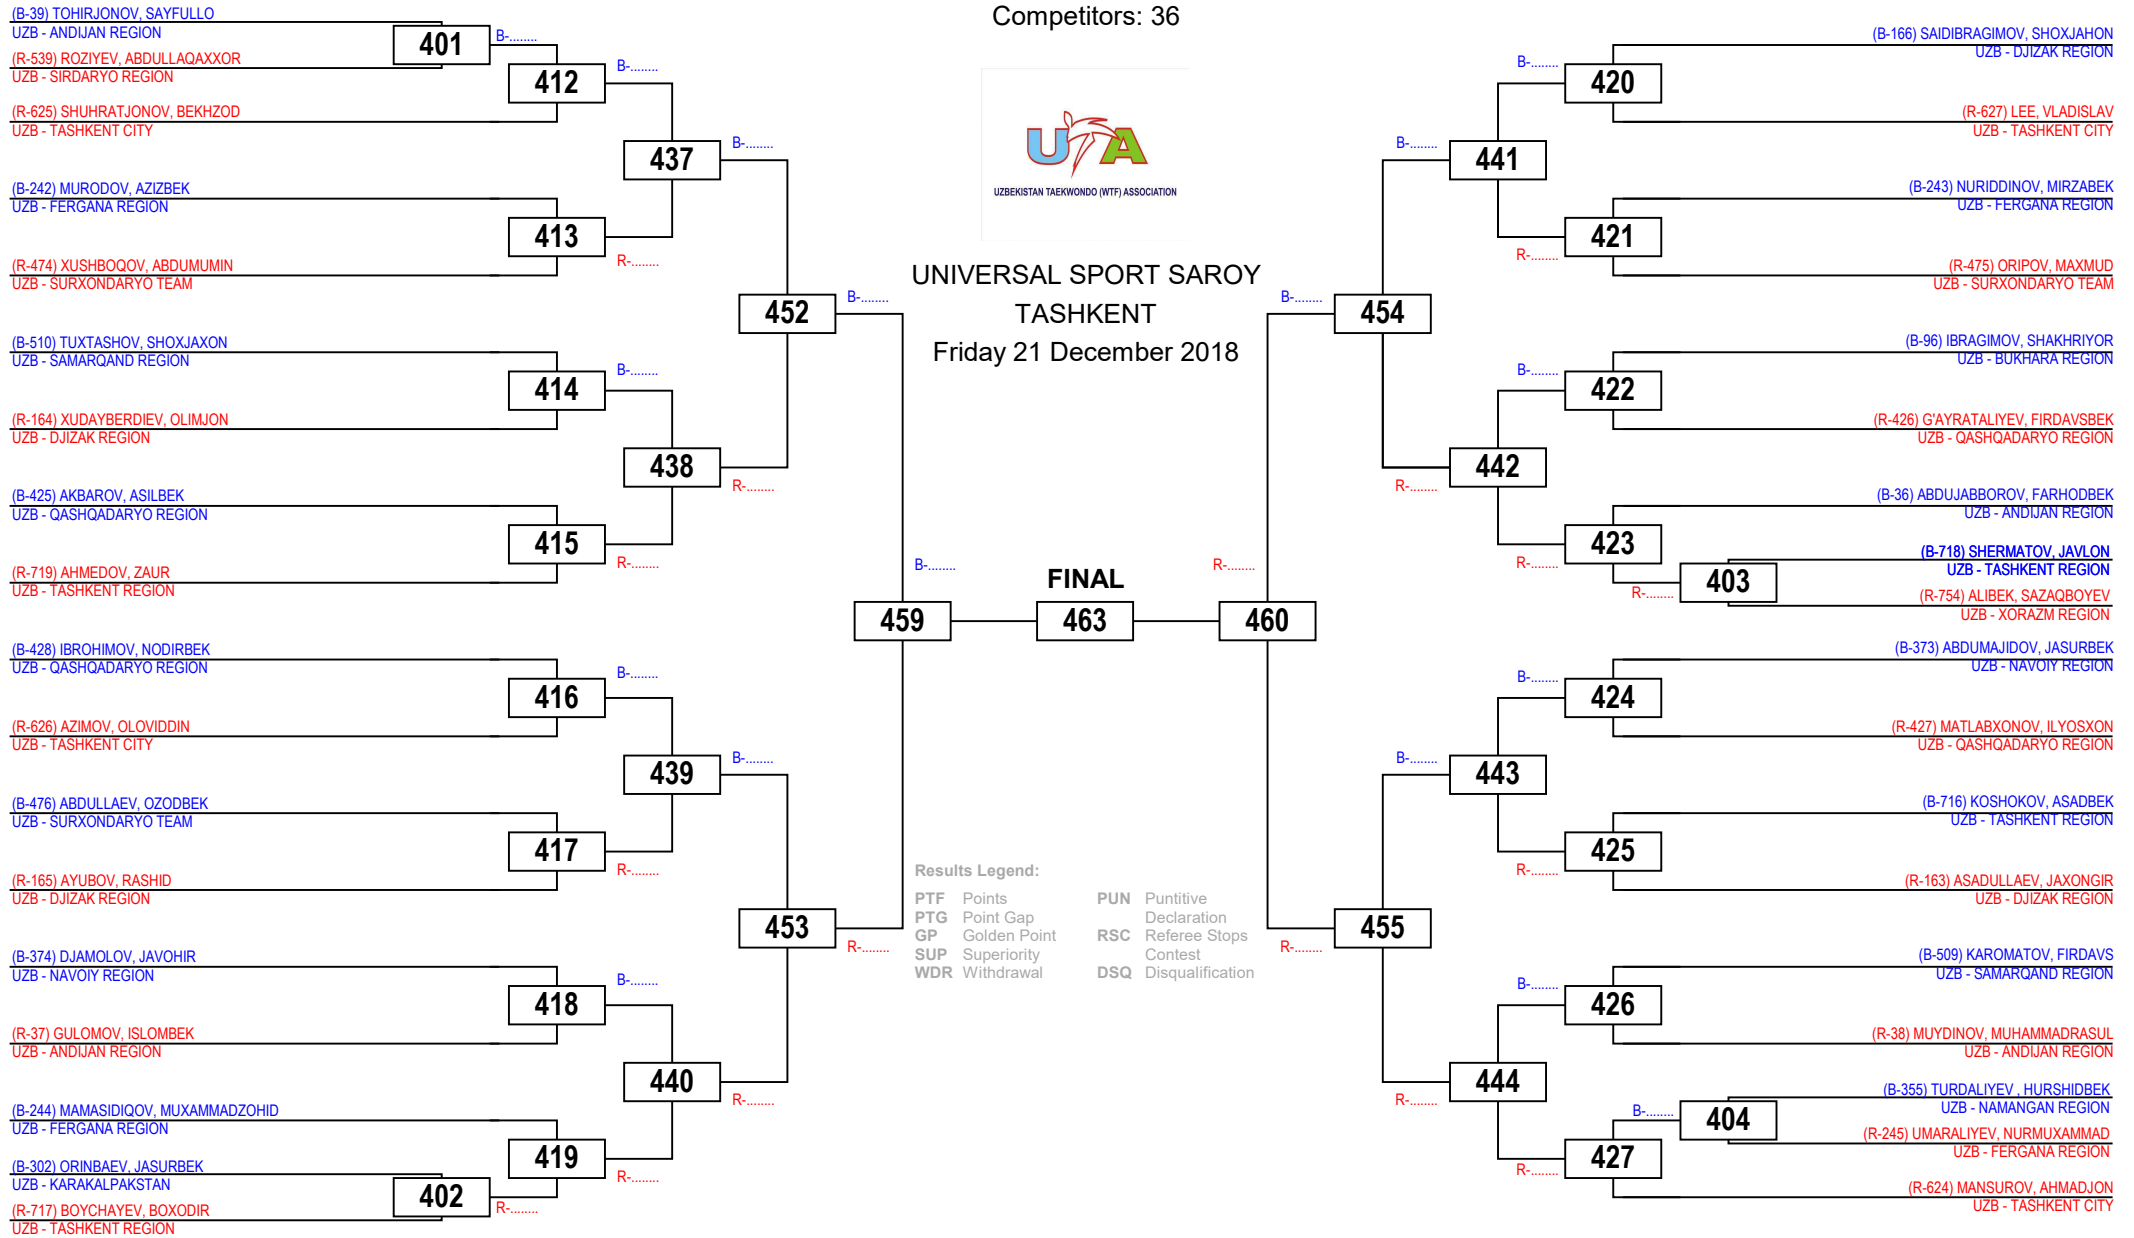 Competitors: 36
UTA
UZBEKISTAN TAEKWONDO (WTF) ASSOCIATION
UNIVERSAL SPORT SAROY
TASHKENT
Friday 21 December 2018
(B-39) TOHIRJONOV, SAYFULLO
UZB - ANDIJAN REGION
401
B-........
(R-539) ROZIYEV, ABDULLAQAXXOR
UZB - SIRDARYO REGION
412
B-........
(R-625) SHUHRATJONOV, BEKHZOD
UZB - TASHKENT CITY
437
B-........
(B-242) MURODOV, AZIZBEK
UZB - FERGANA REGION
413
R-........
(R-474) XUSHBOQOV, ABDUMUMIN
UZB - SURXONDARYO TEAM
452
B-........
(B-510) TUXTASHOV, SHOXJAXON
UZB - SAMARQAND REGION
414
B-........
(R-164) XUDAYBERDIEV, OLIMJON
UZB - DJIZAK REGION
438
R-........
(B-425) AKBAROV, ASILBEK
UZB - QASHQADARYO REGION
415
R-........
(R-719) AHMEDOV, ZAUR
UZB - TASHKENT REGION
459
B-........
(B-428) IBROHIMOV, NODIRBEK
UZB - QASHQADARYO REGION
416
B-........
(R-626) AZIMOV, OLOVIDDIN
UZB - TASHKENT CITY
439
B-........
(B-476) ABDULLAEV, OZODBEK
UZB - SURXONDARYO TEAM
417
R-........
(R-165) AYUBOV, RASHID
UZB - DJIZAK REGION
453
R-........
(B-374) DJAMOLOV, JAVOHIR
UZB - NAVOIY REGION
418
B-........
(R-37) GULOMOV, ISLOMBEK
UZB - ANDIJAN REGION
440
R-........
(B-244) MAMASIDIQOV, MUXAMMADZOHID
UZB - FERGANA REGION
419
R-........
(B-302) ORINBAEV, JASURBEK
UZB - KARAKALPAKSTAN
402
R-........
(R-717) BOYCHAYEV, BOXODIR
UZB - TASHKENT REGION
FINAL
463
Results Legend:
PTF Points
PTG Point Gap
GP Golden Point
SUP Superiority
WDR Withdrawal
PUN Puntitive
Declaration
RSC Referee Stops
Contest
DSQ Disqualification
(B-166) SAIDIBRAGIMOV, SHOXJAHON
UZB - DJIZAK REGION
B-........
420
(R-627) LEE, VLADISLAV
UZB - TASHKENT CITY
B-........
441
(B-243) NURIDDINOV, MIRZABEK
UZB - FERGANA REGION
421
R-........
(R-475) ORIPOV, MAXMUD
UZB - SURXONDARYO TEAM
B-........
454
(B-96) IBRAGIMOV, SHAKHRIYOR
UZB - BUKHARA REGION
B-........
422
(R-426) G'AYRATALIYEV, FIRDAVSBEK
UZB - QASHQADARYO REGION
442
R-........
(B-36) ABDUJABBOROV, FARHODBEK
UZB - ANDIJAN REGION
423
R-........
(B-718) SHERMATOV, JAVLON
UZB - TASHKENT REGION
403
R-........
(R-754) ALIBEK, SAZAQBOYEV
UZB - XORAZM REGION
R-........
460
(B-373) ABDUMAJIDOV, JASURBEK
UZB - NAVOIY REGION
B-........
424
(R-427) MATLABXONOV, ILYOSXON
UZB - QASHQADARYO REGION
B-........
443
(B-716) KOSHOKOV, ASADBEK
UZB - TASHKENT REGION
425
R-........
(R-163) ASADULLAEV, JAXONGIR
UZB - DJIZAK REGION
455
R-........
(B-509) KAROMATOV, FIRDAVS
UZB - SAMARQAND REGION
B-........
426
(R-38) MUYDINOV, MUHAMMADRASUL
UZB - ANDIJAN REGION
444
R-........
(B-355) TURDALIYEV , HURSHIDBEK
UZB - NAMANGAN REGION
B-........
404
(R-245) UMARALIYEV, NURMUXAMMAD
UZB - FERGANA REGION
427
R-........
(R-624) MANSUROV, AHMADJON
UZB - TASHKENT CITY